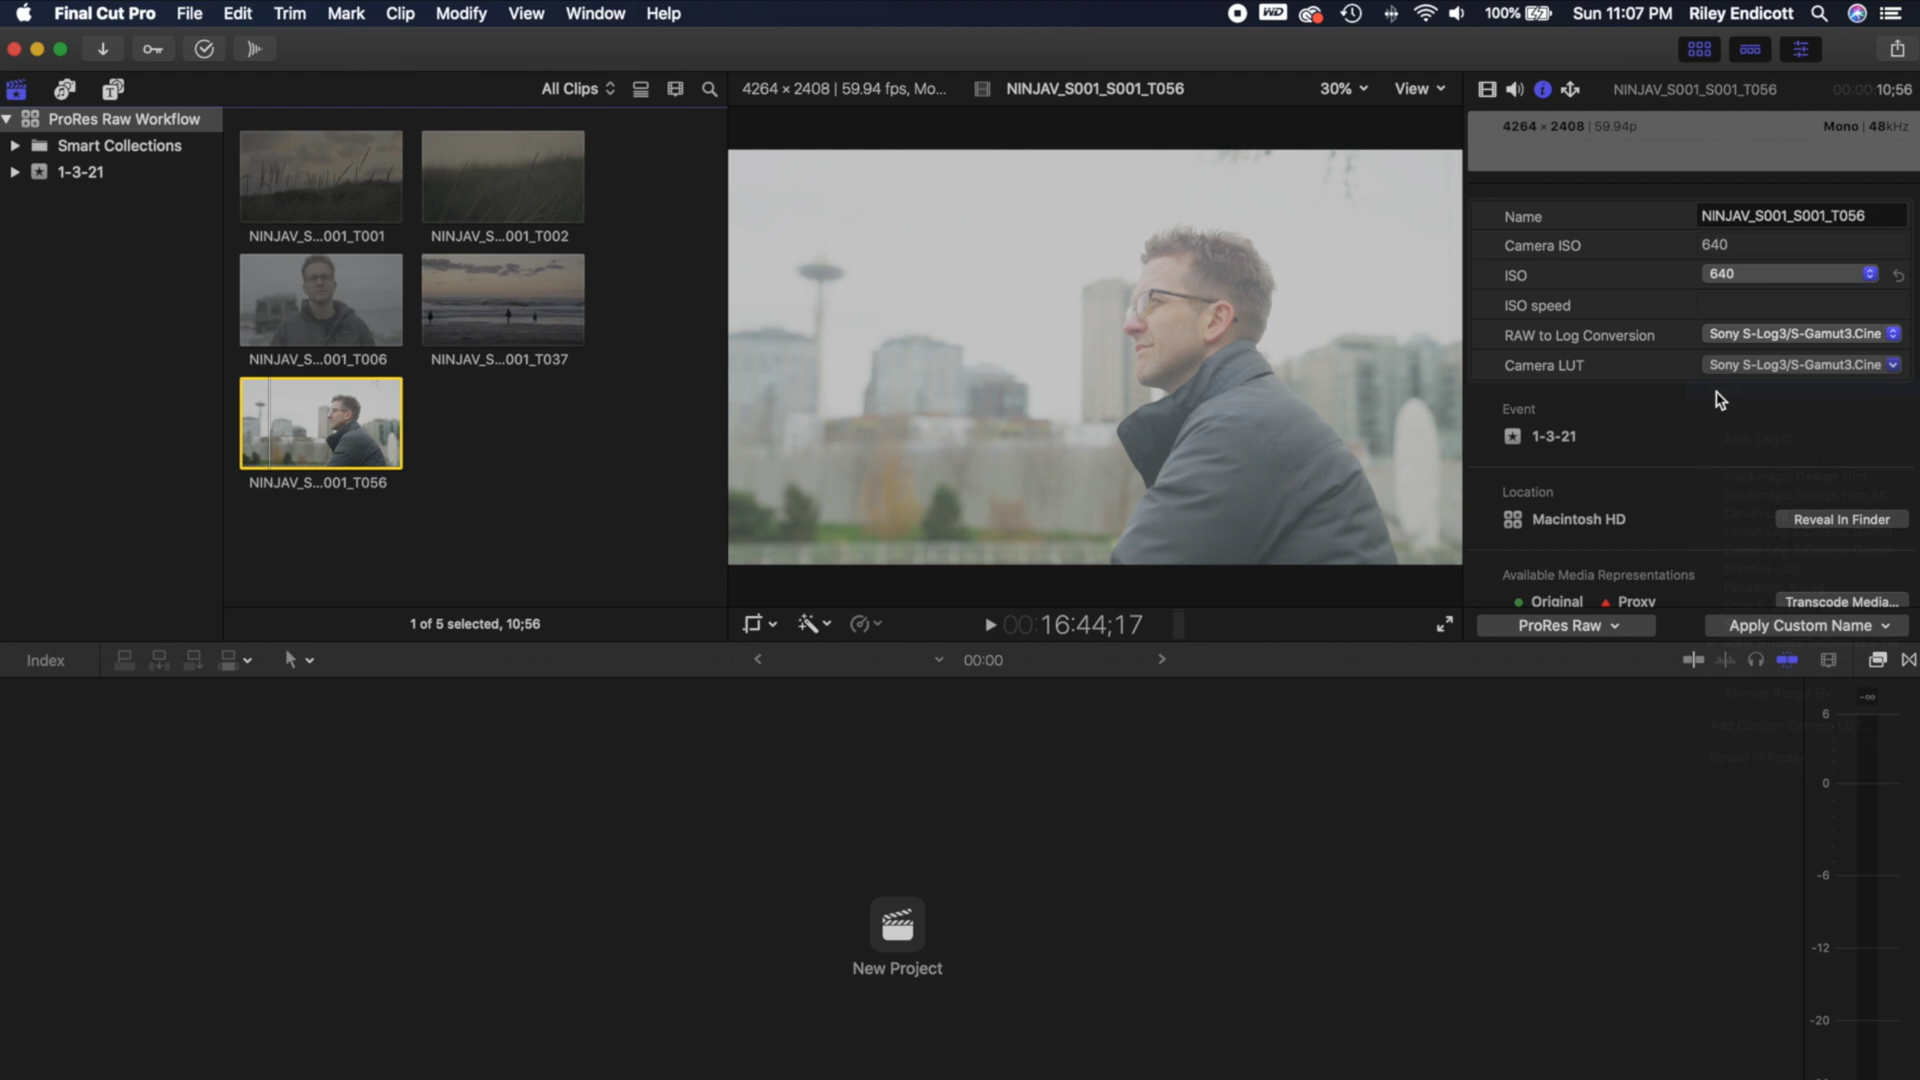 Final Cut Pro File Edit Trim Mark Clip Modify View Window Help
100% Sun 11:07 PM Riley Endicott
All Clips
4264 × 2408 | 59.94 fps, Mo...
NINJAV_S001_S001_T056
30% View
NINJAV_S001_S001_T056
00:00:10;56
ProRes Raw Workflow
Smart Collections
1-3-21
NINJAV_S...001_T001
NINJAV_S...001_T002
NINJAV_S...001_T006
NINJAV_S...001_T037
NINJAV_S...001_T056
1 of 5 selected, 10;56
00:16:44;17
4264 × 2408 | 59.94p
Mono | 48kHz
Name NINJAV_S001_S001_T056
Camera ISO 640
ISO 640
ISO speed
RAW to Log Conversion Sony S-Log3/S-Gamut3.Cine
Camera LUT Sony S-Log3/S-Gamut3.Cine
Event
1-3-21
Location
Macintosh HD
Reveal In Finder
Available Media Representations
Original Proxy
Transcode Media...
ProRes Raw
Apply Custom Name
Index
00:00
New Project
-∞
6
0
-6
-12
-20